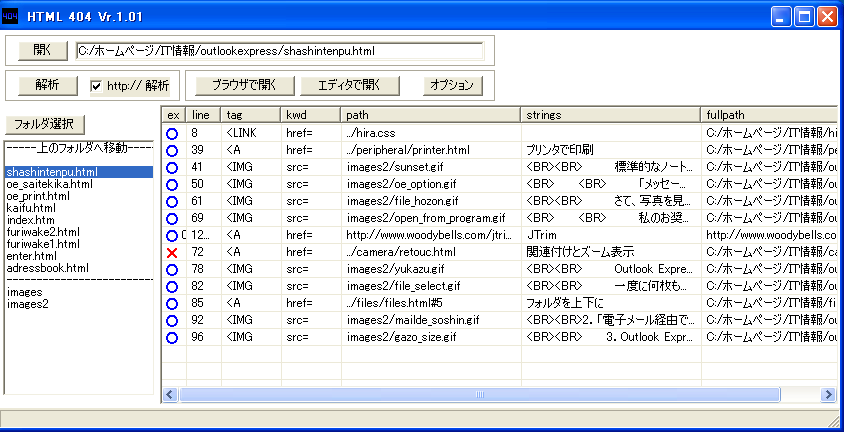 404 HTML 404 Vr.1.01
開く C:/ホームページ/IT情報/outlookexpress/shashintenpu.html
解析 http:// 解析 ブラウザで開く エディタで開く オプション
フォルダ選択
-----上のフォルダへ移動-----
shashintenpu.html
oe_saitekika.html
oe_print.html
kaifu.html
index.htm
furiwake2.html
furiwake1.html
enter.html
adressbook.html
images
images2
ex line tag kwd path strings fullpath
8 <LINK href= ../hira.css C:/ホームページ/IT情報/hi
39 <A href= ../peripheral/printer.html プリンタで印刷 C:/ホームページ/IT情報/pe
41 <IMG src= images2/sunset.gif <BR><BR> 標準的なノート... C:/ホームページ/IT情報/ou
50 <IMG src= images2/oe_option.gif <BR> <BR> 「メッセー... C:/ホームページ/IT情報/ou
61 <IMG src= images2/file_hozon.gif <BR><BR> さて、写真を見... C:/ホームページ/IT情報/ou
69 <IMG src= images2/open_from_program.gif <BR> <BR> 私のお奨... C:/ホームページ/IT情報/ou
12... <A href= http://www.woodybells.com/jtri... JTrim http://www.woodybells.co
72 <A href= ../camera/retouc.html 関連付けとズーム表示 C:/ホームページ/IT情報/ca
78 <IMG src= images2/yukazu.gif <BR><BR> Outlook Expre... C:/ホームページ/IT情報/ou
82 <IMG src= images2/file_select.gif <BR><BR> 一度に何枚も... C:/ホームページ/IT情報/ou
85 <A href= ../files/files.html#5 フォルダを上下に C:/ホームページ/IT情報/fi
92 <IMG src= images2/mailde_soshin.gif <BR><BR>2. 「電子メール経由で... C:/ホームページ/IT情報/ou
96 <IMG src= images2/gazo_size.gif <BR><BR> 3. Outlook Expr... C:/ホームページ/IT情報/ou